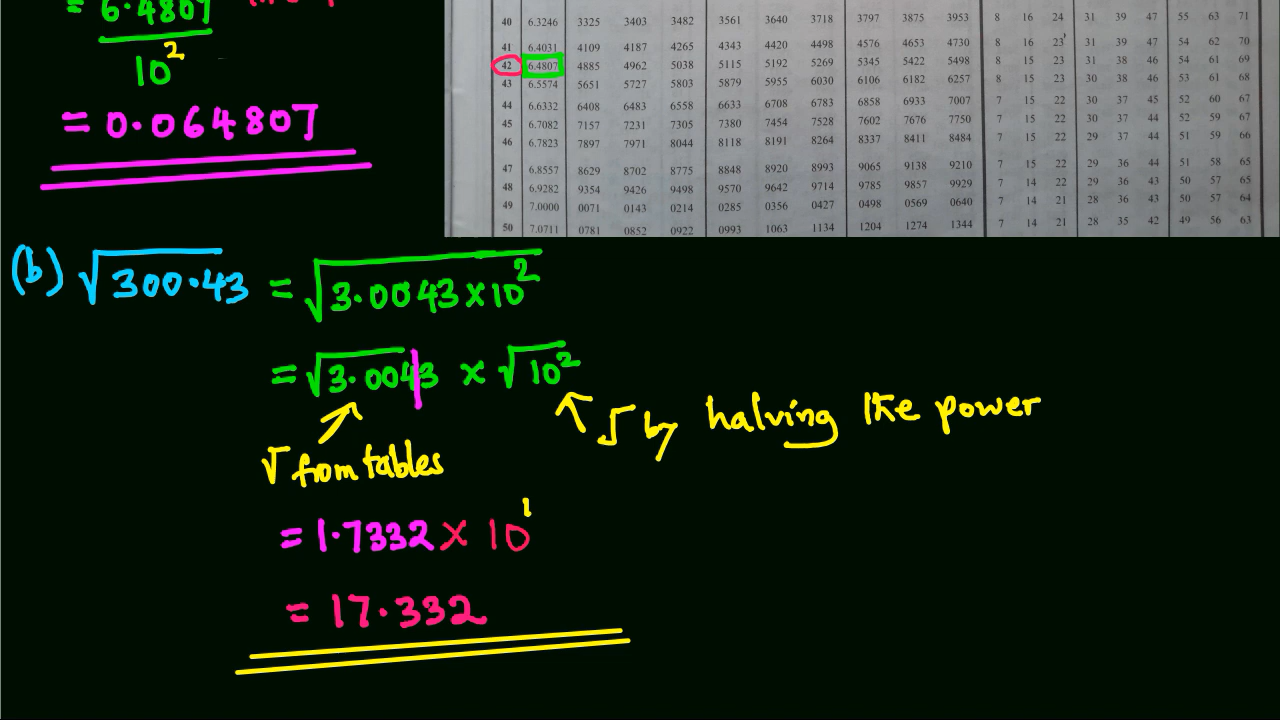 = 6.4807
10²
= 0.064807
40 6.3246 3325 3403 3482 3561 3640 3718 3797 3875 3953 8 16 24 31 39 47 55 63 71
41 6.4031 4109 4187 4265 4343 4420 4498 4576 4653 4730 8 16 23 31 39 47 54 62 70
42 6.4807 4885 4962 5038 5115 5192 5269 5345 5422 5498 8 15 23 31 38 46 54 61 69
43 6.5574 5651 5727 5803 5879 5955 6030 6106 6182 6257 8 15 23 30 38 46 53 61 68
44 6.6332 6408 6483 6558 6633 6708 6783 6858 6933 7007 7 15 22 30 37 45 52 60 67
45 6.7082 7157 7231 7305 7380 7454 7528 7602 7676 7750 7 15 22 30 37 44 52 59 67
46 6.7823 7897 7971 8044 8118 8191 8264 8337 8411 8484 7 15 22 29 37 44 51 59 66
47 6.8557 8629 8702 8775 8848 8920 8993 9065 9138 9210 7 15 22 29 36 44 51 58 65
48 6.9282 9354 9426 9498 9570 9642 9714 9785 9857 9929 7 14 22 29 36 43 50 57 65
49 7.0000 0071 0143 0214 0285 0356 0427 0498 0569 0640 7 14 21 28 36 43 50 57 64
50 7.0711 0781 0852 0922 0993 1063 1134 1204 1274 1344 7 14 21 28 35 42 49 56 63
(b) √300.43 = √3.0043 × 10²
= √3.0043 × √10²
√ by halving the power
√ from tables
= 1.7332 × 10¹
= 17.332